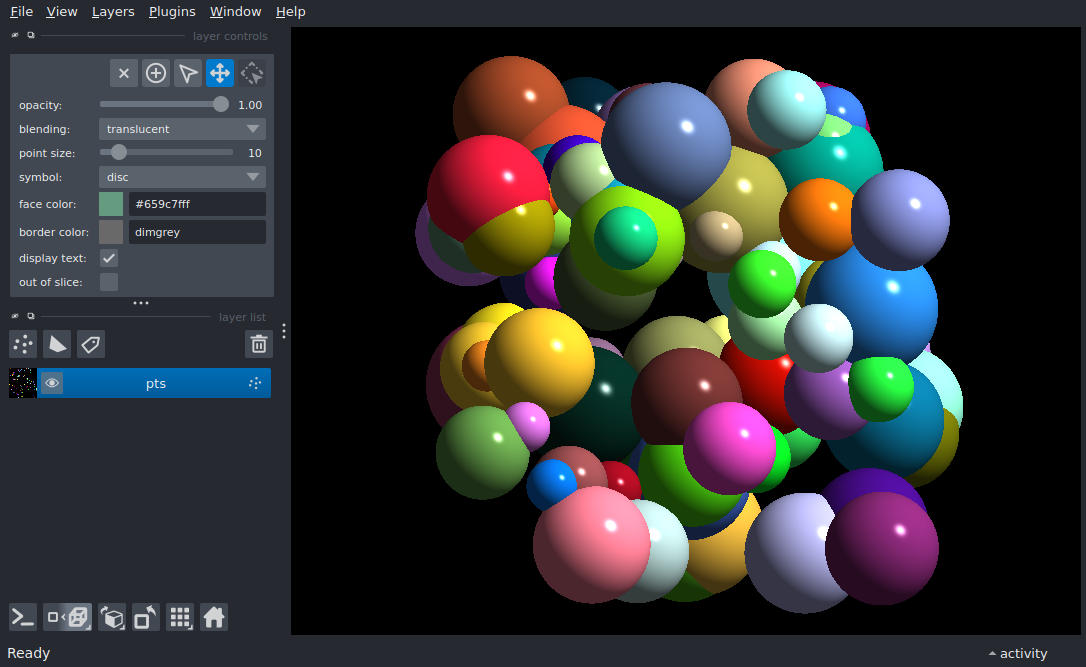 File View Layers Plugins Window Help
layer controls
opacity: 1.00
blending: translucent
point size: 10
symbol: disc
face color: #659c7fff
border color: dimgrey
display text:
out of slice:
layer list
pts
Ready
activity